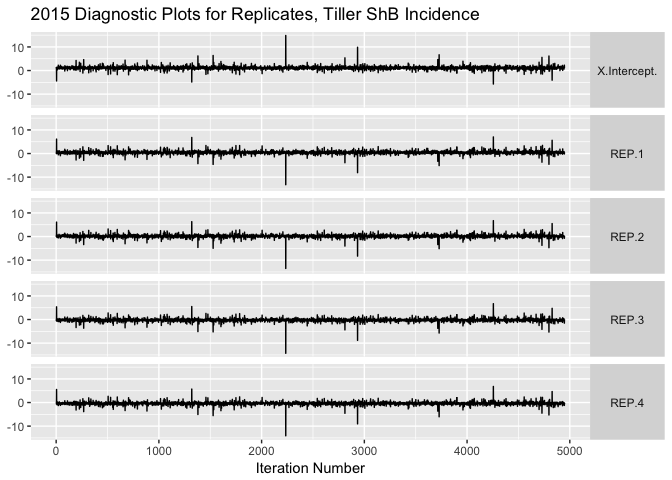 2015 Diagnostic Plots for Replicates, Tiller ShB Incidence
10
0
-10
X.Intercept.
10
0
-10
REP.1
10
0
-10
REP.2
10
0
-10
REP.3
10
0
-10
REP.4
0 1000 2000 3000 4000 5000
Iteration Number